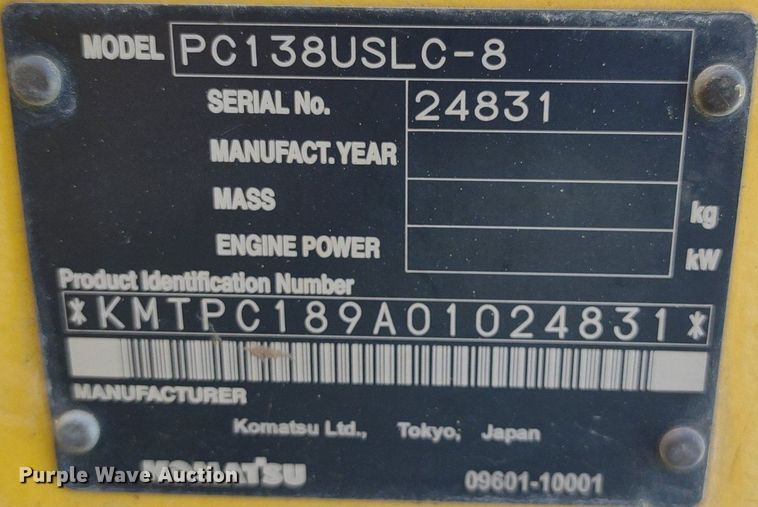 MODEL PC138USLC-8
SERIAL No. 24831
MANUFACT. YEAR
MASS kg
ENGINE POWER kW
Product Identification Number
*KMTPC189A01024831*
MANUFACTURER
Komatsu Ltd., Tokyo, Japan
KOMATSU 09601-10001
Purple Wave Auction